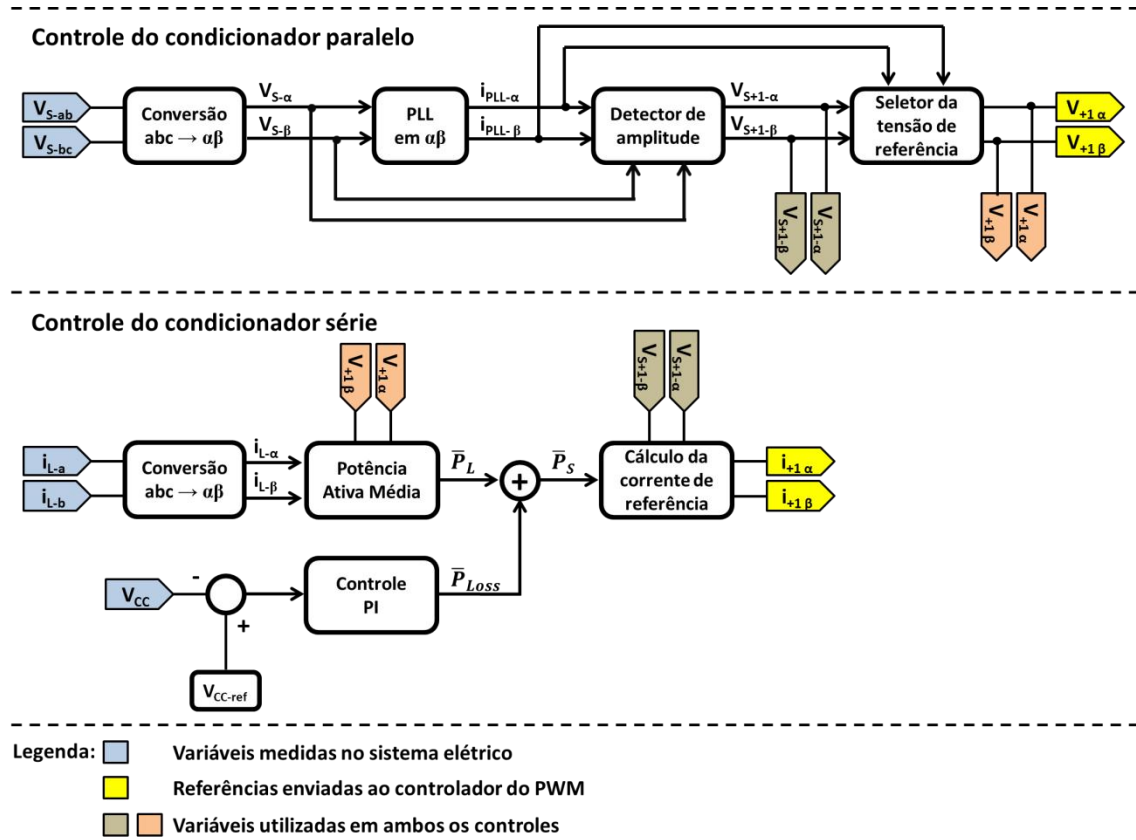 Controle do condicionador paralelo
V_S-ab
V_S-bc
Conversão
abc → αβ
V_S-α
V_S-β
PLL
em αβ
i_PLL-α
i_PLL-β
Detector de
amplitude
V_S+1-α
V_S+1-β
Seletor da
tensão de
referência
V_+1 α
V_+1 β
V_S+1-β
V_S+1-α
V_+1 β
V_+1 α
Controle do condicionador série
V_+1 β
V_+1 α
V_S+1-β
V_S+1-α
i_L-a
i_L-b
Conversão
abc → αβ
i_L-α
i_L-β
Potência
Ativa Média
P̅_L
+
P̅_S
Cálculo da
corrente de
referência
i_+1 α
i_+1 β
V_CC
-
+
Controle
PI
P̅_Loss
V_CC-ref
Legenda:
Variáveis medidas no sistema elétrico
Referências enviadas ao controlador do PWM
Variáveis utilizadas em ambos os controles